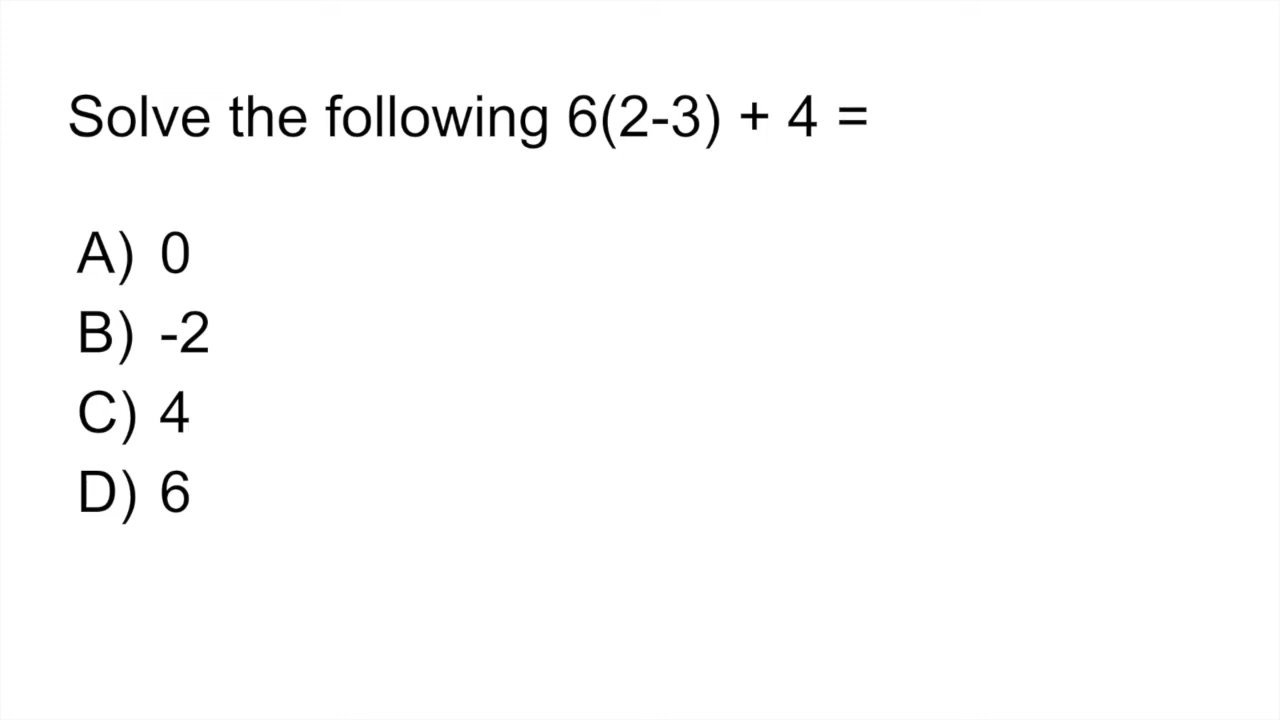 Solve the following 6(2-3) + 4 =
A) 0
B) -2
C) 4
D) 6